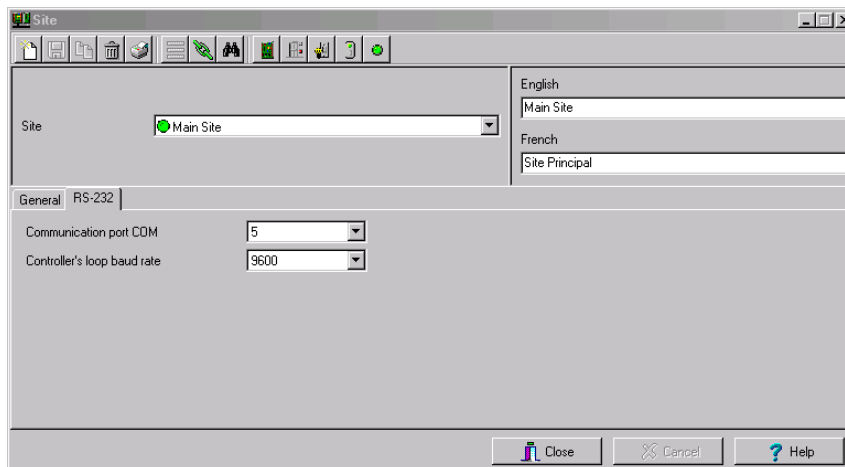 Site
English
Main Site
Site
Main Site
French
Site Principal
General
RS-232
Communication port COM
5
Controller's loop baud rate
9600
Close
Cancel
Help